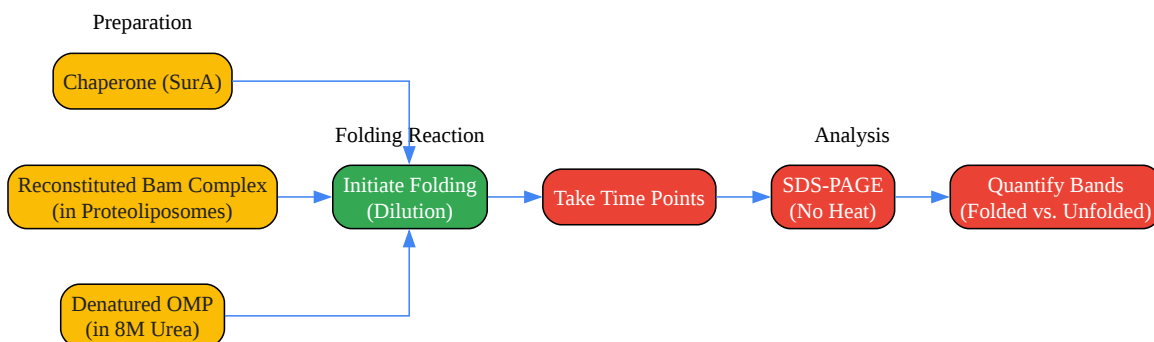 Preparation
Chaperone (SurA)
Folding Reaction
Analysis
Reconstituted Bam Complex
(in Proteoliposomes)
Initiate Folding
(Dilution)
Take Time Points
SDS-PAGE
(No Heat)
Quantify Bands
(Folded vs. Unfolded)
Denatured OMP
(in 8M Urea)